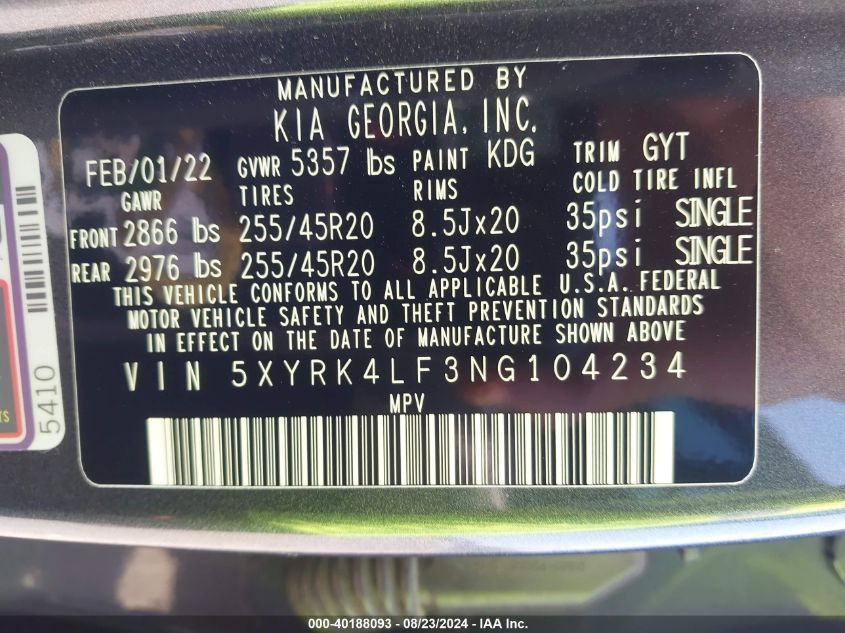 MANUFACTURED BY
KIA GEORGIA, INC.
FEB/01/22 GVWR 5357 lbs PAINT KDG TRIM GYT
GAWR TIRES RIMS COLD TIRE INFL
FRONT 2866 lbs 255/45R20 8.5Jx20 35psi SINGLE
REAR 2976 lbs 255/45R20 8.5Jx20 35psi SINGLE
THIS VEHICLE CONFORMS TO ALL APPLICABLE U.S.A. FEDERAL
MOTOR VEHICLE SAFETY AND THEFT PREVENTION STANDARDS
IN EFFECT ON THE DATE OF MANUFACTURE SHOWN ABOVE
VIN 5XYRK4LF3NG104234
MPV
5410
000-40188093 - 08/23/2024 - IAA Inc.